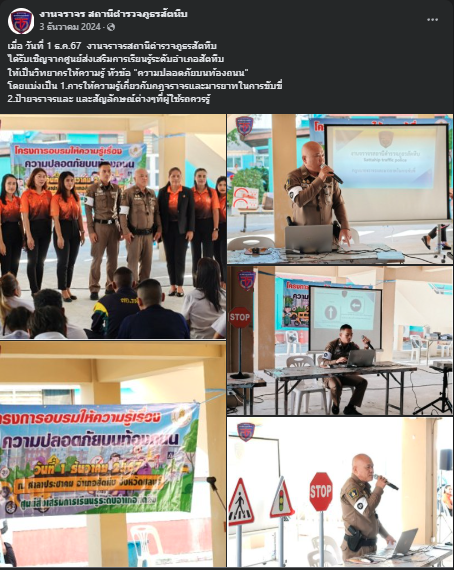 งานจราจร สถานีตำรวจภูธรสัตหีบ
3 ธันวาคม 2024
เมื่อ วันที่ 1 ธ.ค.67 งานจราจรสถานีตำรวจภูธรสัตหีบ
ได้รับเชิญจากศูนย์ส่งเสริมการเรียนรู้ระดับอำเภอสัตหีบ
ให้เป็นวิทยากรให้ความรู้ หัวข้อ "ความปลอดภัยบนท้องถนน"
โดยแบ่งเป็น 1.การให้ความรู้เกี่ยวกับกฎจราจรและมารยาทในการขับขี่
2.ป้ายจราจรและ และสัญลักษณ์ต่างๆที่ผู้ใช้รถควรรู้
โครงการอบรมให้ความรู้เรื่อง
ความปลอดภัยบนท้องถนน
STOP
โครงการอบรมให้ความรู้เรื่อง
ความปลอดภัยบนท้องถนน
วันที่ 1 ธันวาคม
STOP